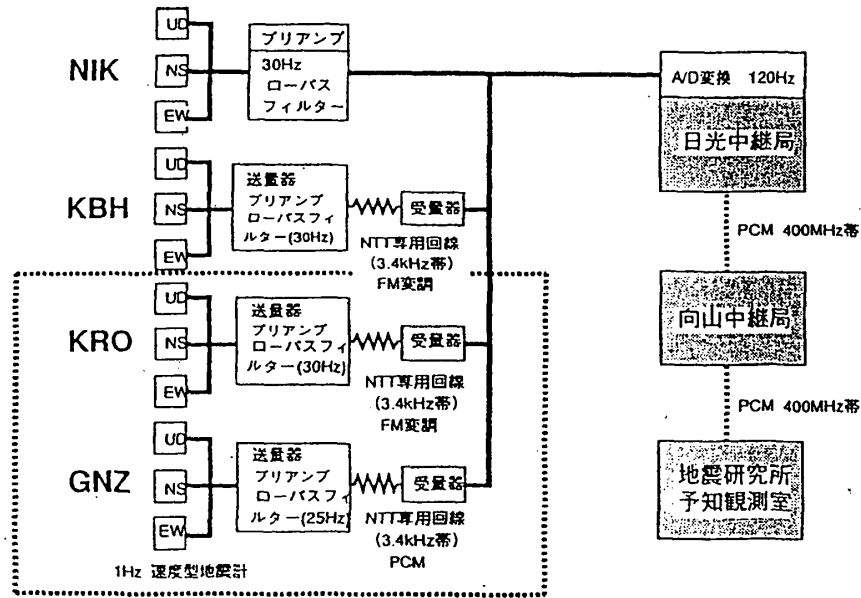 NIK
UD
NS
EW
プリアンプ
30Hz
ローパス
フィルター
A/D変換 120Hz
日光中継局
KBH
UD
NS
EW
送量器
プリアンプ
ローパスフィ
ルター(30Hz)
受量器
NTT専用回線
(3.4kHz帯)
FM変調
PCM 400MHz帯
KRO
UD
NS
EW
送量器
プリアンプ
ローパスフィ
ルター(30Hz)
受量器
NTT専用回線
(3.4kHz帯)
FM変調
向山中継局
PCM 400MHz帯
GNZ
UD
NS
EW
送量器
プリアンプ
ローパスフィ
ルター(25Hz)
受量器
NTT専用回線
(3.4kHz帯)
PCM
地震研究所
予知観測室
1Hz 速度型地震計